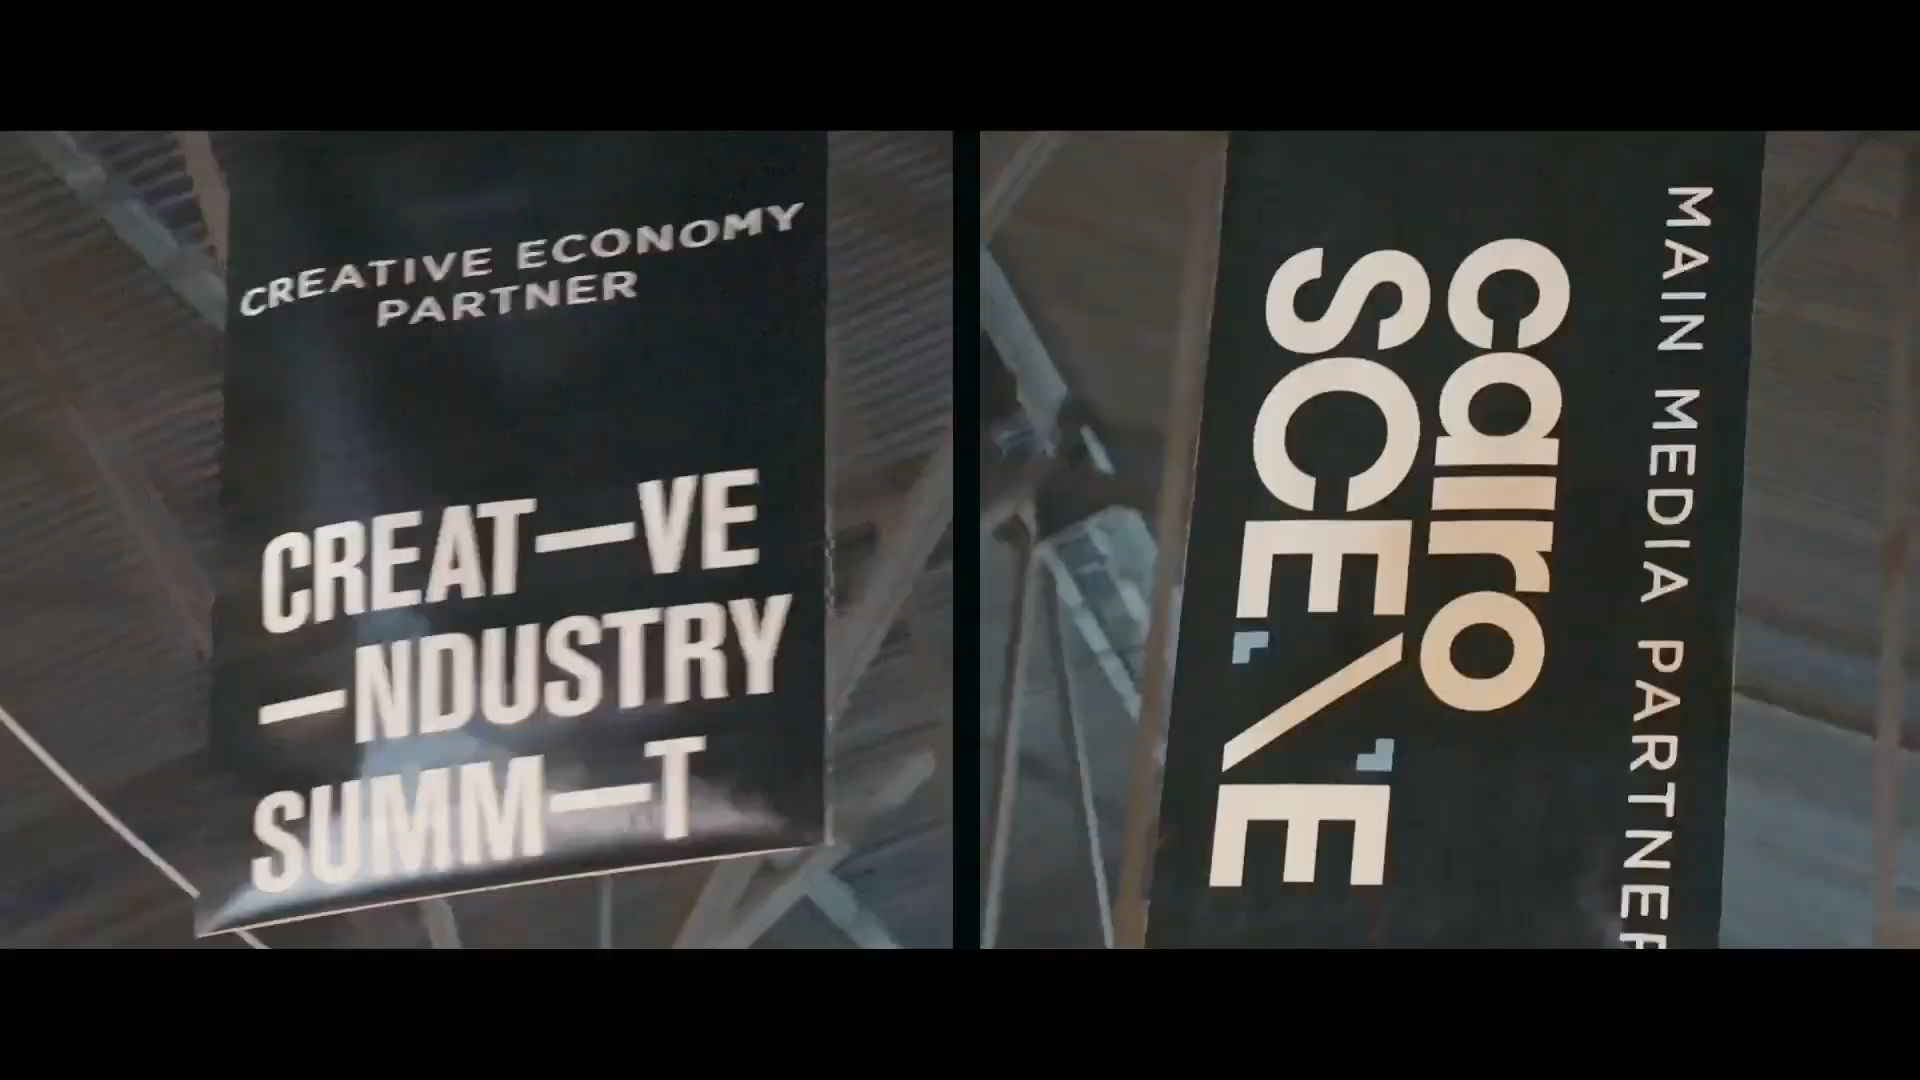 CREATIVE ECONOMY
PARTNER
CREAT—VE
—NDUSTRY
SUMM—T
MAIN MEDIA PARTNER
cairo
SCE\E